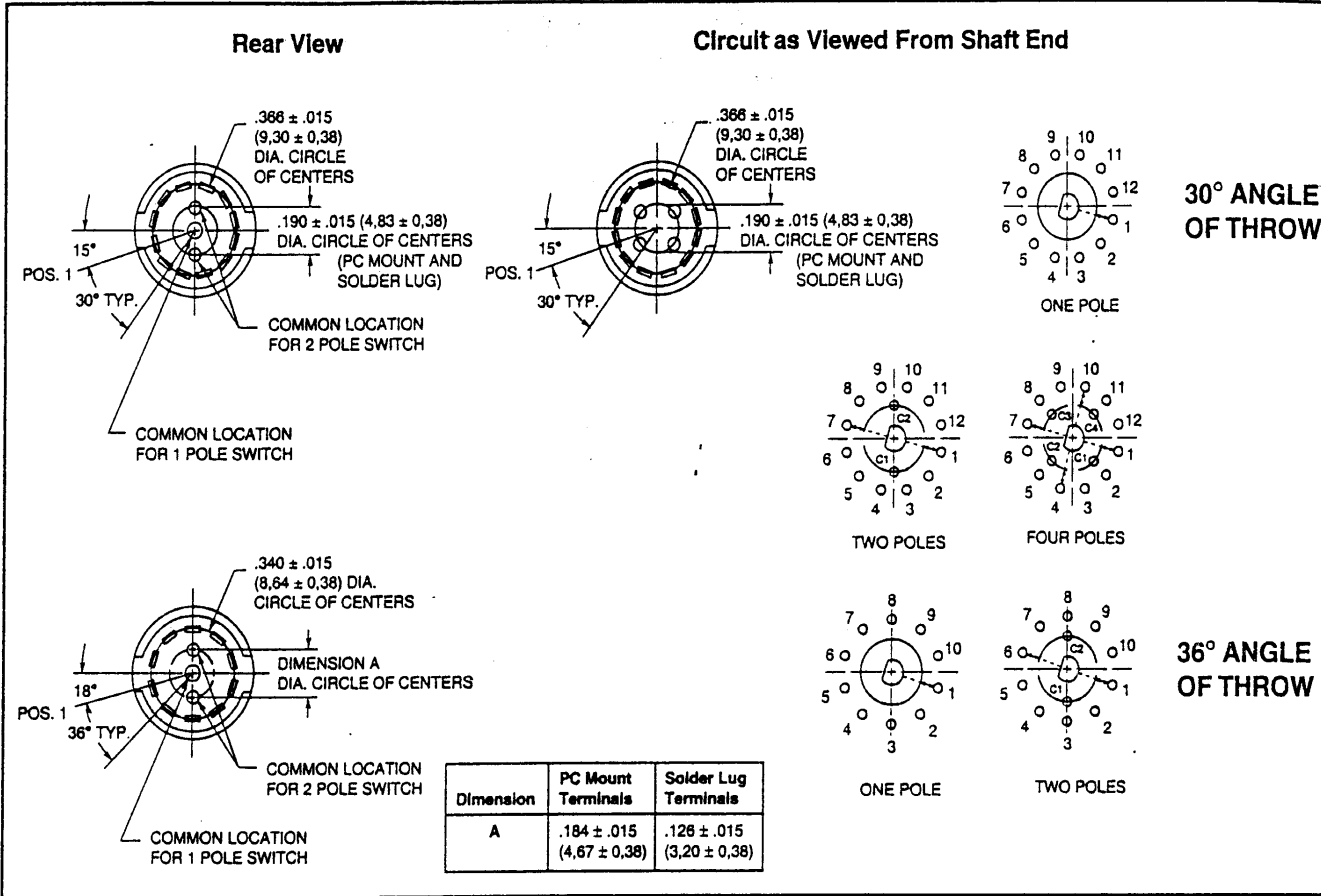 Rear View
Circuit as Viewed From Shaft End
.366 ± .015
(9,30 ± 0,38)
DIA. CIRCLE
OF CENTERS
.190 ± .015 (4,83 ± 0,38)
DIA. CIRCLE OF CENTERS
(PC MOUNT AND
SOLDER LUG)
15°
POS. 1
30° TYP.
COMMON LOCATION
FOR 2 POLE SWITCH
COMMON LOCATION
FOR 1 POLE SWITCH
.366 ± .015
(9,30 ± 0,38)
DIA. CIRCLE
OF CENTERS
.190 ± .015 (4,83 ± 0,38)
DIA. CIRCLE OF CENTERS
(PC MOUNT AND
SOLDER LUG)
15°
POS. 1
30° TYP.
9 10
8 11
7 12
6 1
5 2
4 3
ONE POLE
30° ANGLE
OF THROW
9 10
8 11
7 C2 12
6 C1 1
5 2
4 3
TWO POLES
9 10
8 11
7 C3 C4 12
6 C2 C1 1
5 2
4 3
FOUR POLES
.340 ± .015
(8,64 ± 0,38) DIA.
CIRCLE OF CENTERS
DIMENSION A
DIA. CIRCLE OF CENTERS
18°
POS. 1
36° TYP.
COMMON LOCATION
FOR 2 POLE SWITCH
COMMON LOCATION
FOR 1 POLE SWITCH
8
7 9
6 10
5 1
4 2
3
ONE POLE
8
7 9
6 C2 10
5 C1 1
4 2
3
TWO POLES
36° ANGLE
OF THROW
Dimension
PC Mount
Terminals
Solder Lug
Terminals
A
.184 ± .015
(4,67 ± 0,38)
.126 ± .015
(3,20 ± 0,38)